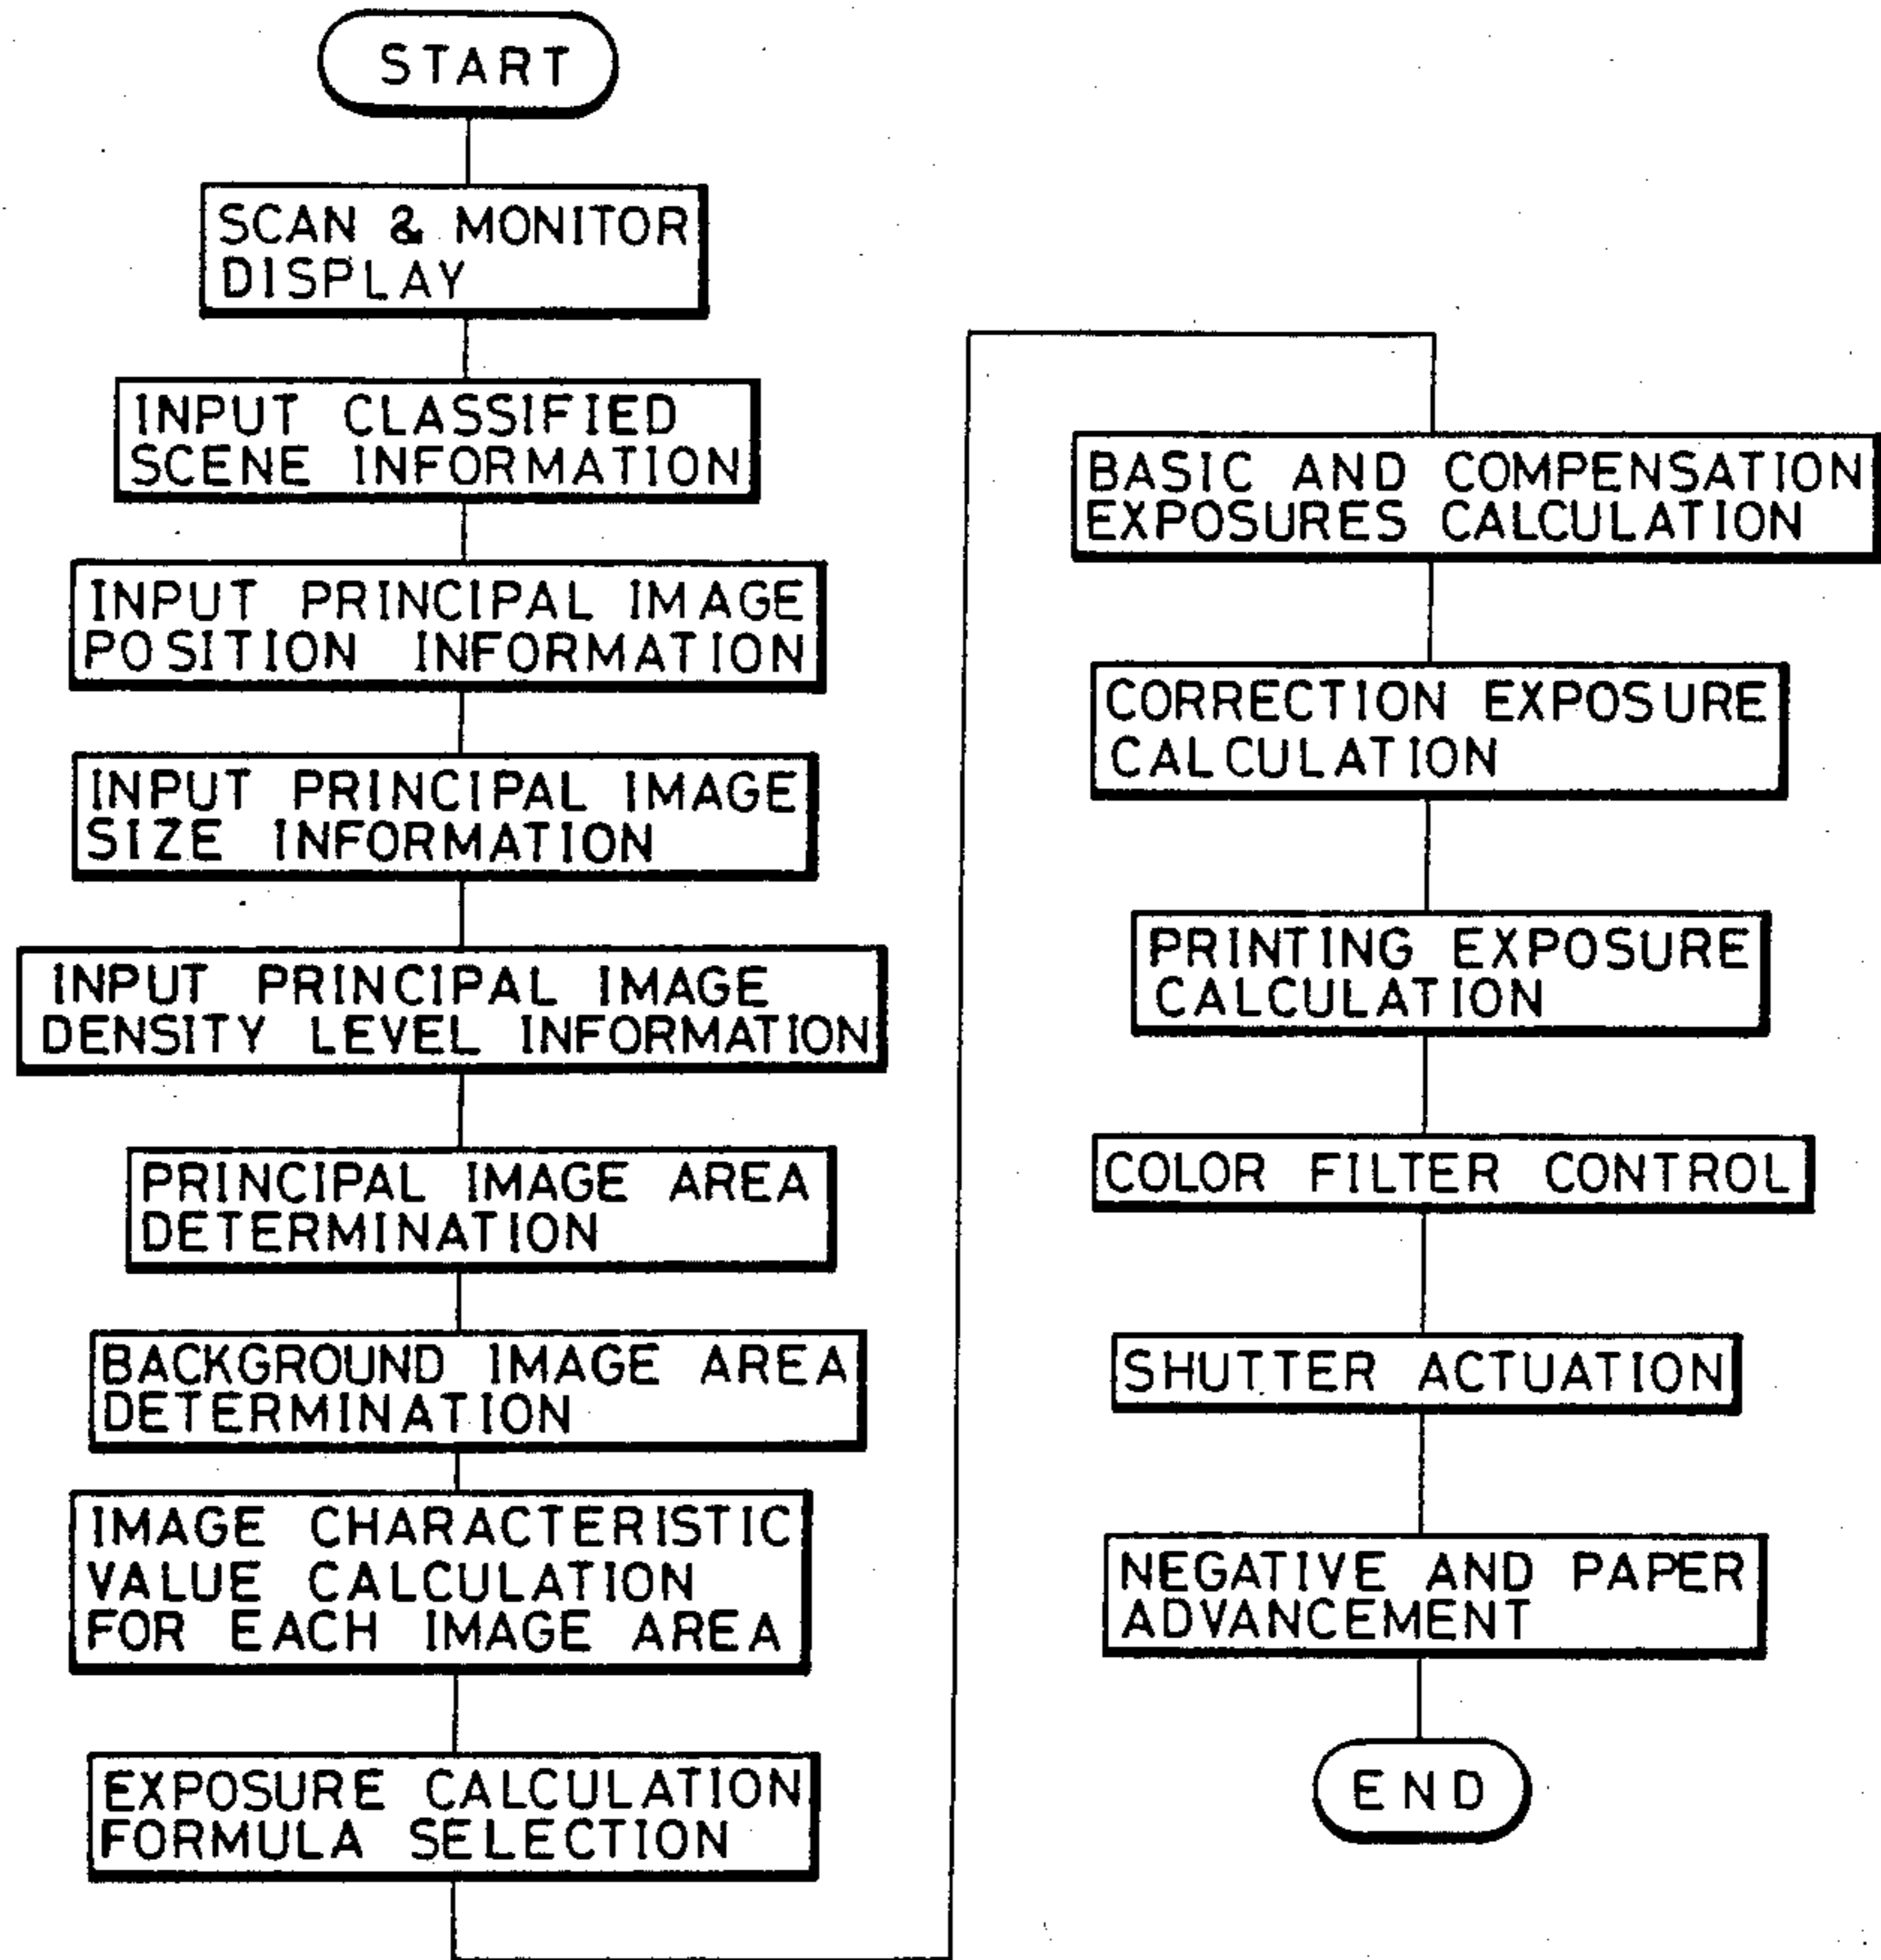 START
SCAN & MONITOR
DISPLAY
INPUT CLASSIFIED
SCENE INFORMATION
INPUT PRINCIPAL IMAGE
POSITION INFORMATION
INPUT PRINCIPAL IMAGE
SIZE INFORMATION
INPUT PRINCIPAL IMAGE
DENSITY LEVEL INFORMATION
PRINCIPAL IMAGE AREA
DETERMINATION
BACKGROUND IMAGE AREA
DETERMINATION
IMAGE CHARACTERISTIC
VALUE CALCULATION
FOR EACH IMAGE AREA
EXPOSURE CALCULATION
FORMULA SELECTION
BASIC AND COMPENSATION
EXPOSURES CALCULATION
CORRECTION EXPOSURE
CALCULATION
PRINTING EXPOSURE
CALCULATION
COLOR FILTER CONTROL
SHUTTER ACTUATION
NEGATIVE AND PAPER
ADVANCEMENT
END